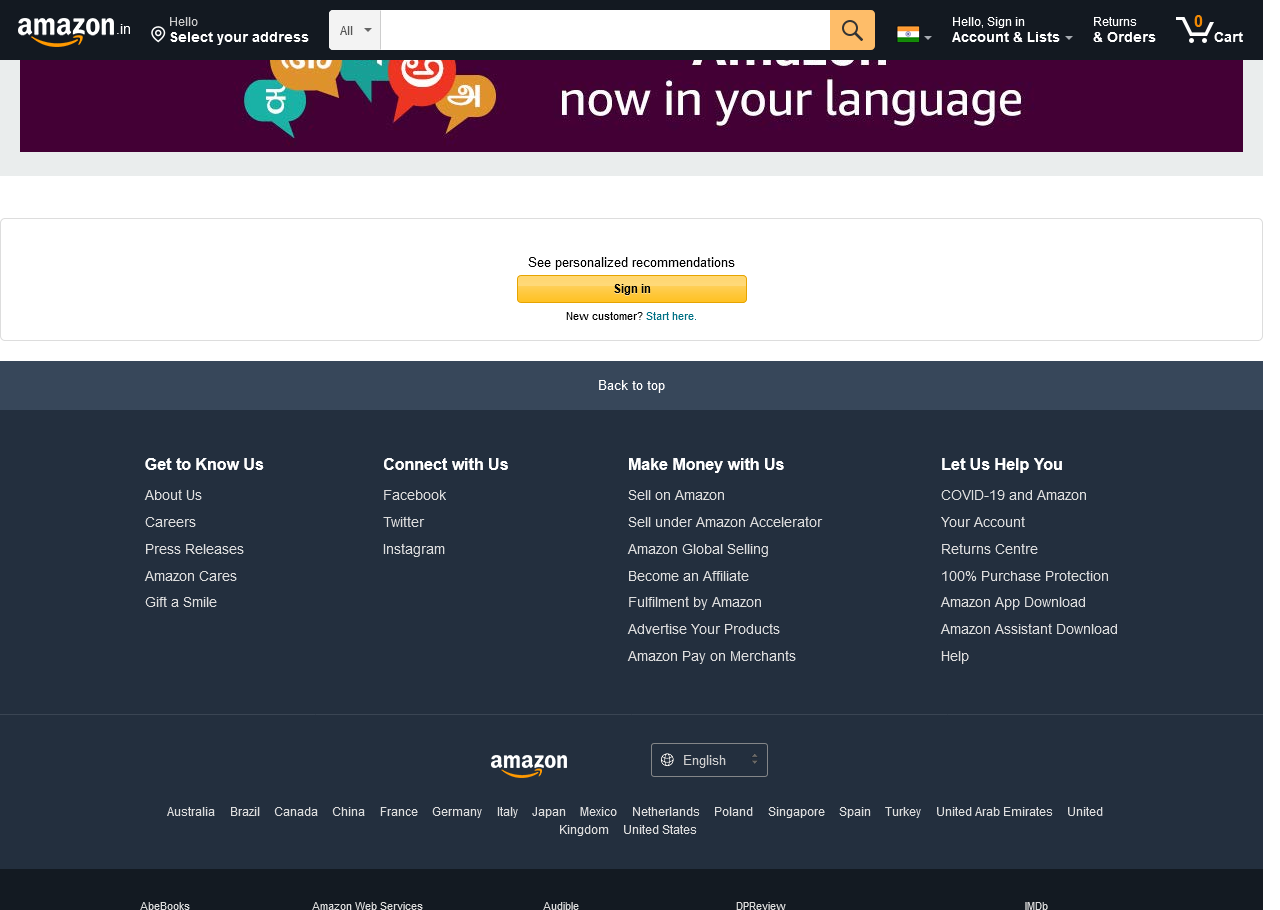 amazon.in
Hello
Select your address
All
Hello, Sign in
Account & Lists
Returns
& Orders
0
Cart
now in your language
See personalized recommendations
Sign in
New customer? Start here.
Back to top
Get to Know Us
About Us
Careers
Press Releases
Amazon Cares
Gift a Smile
Connect with Us
Facebook
Twitter
Instagram
Make Money with Us
Sell on Amazon
Sell under Amazon Accelerator
Amazon Global Selling
Become an Affiliate
Fulfilment by Amazon
Advertise Your Products
Amazon Pay on Merchants
Let Us Help You
COVID-19 and Amazon
Your Account
Returns Centre
100% Purchase Protection
Amazon App Download
Amazon Assistant Download
Help
amazon
English
Australia Brazil Canada China France Germany Italy Japan Mexico Netherlands Poland Singapore Spain Turkey United Arab Emirates United
Kingdom United States
AbeBooks
Amazon Web Services
Audible
DPReview
IMDb